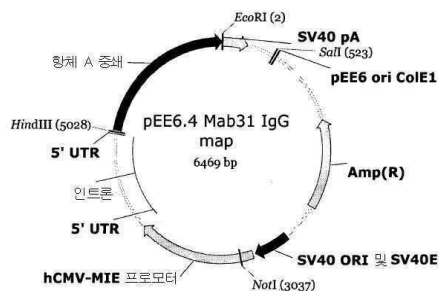 EcoRI (2)
SV40 pA
SalI (523)
pEE6 ori ColE1
항체 A 중쇄
HindIII (5028)
5' UTR
pEE6.4 Mab31 IgG
map
6469 bp
인트론
5' UTR
Amp(R)
hCMV-MIE 프로모터
NotI (3037)
SV40 ORI 및 SV40E